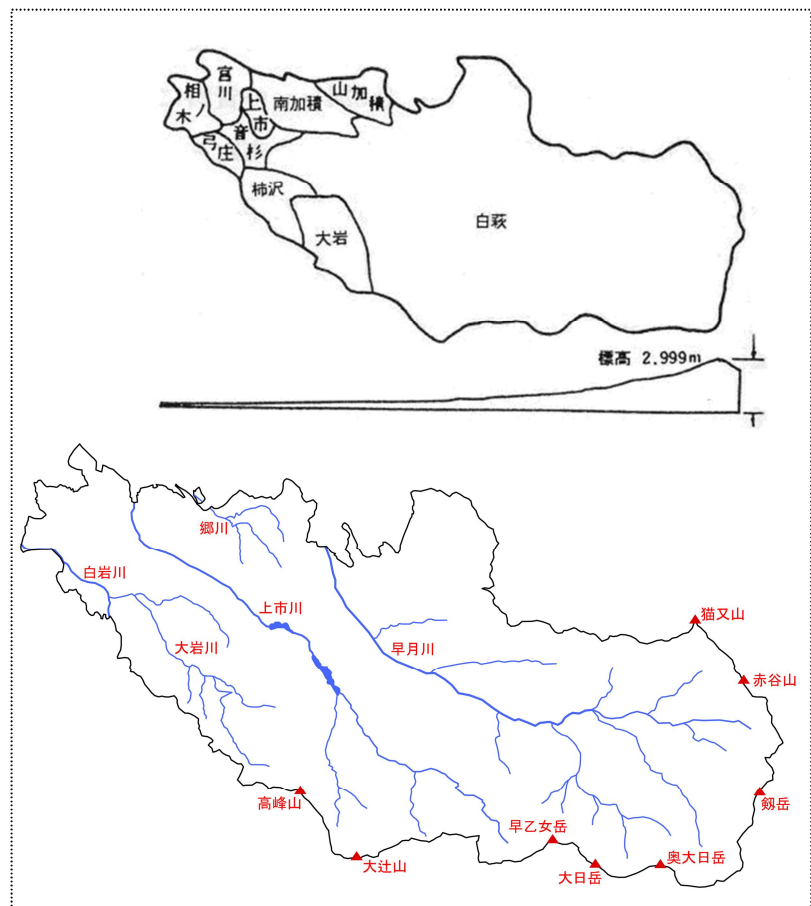 宮川
相ノ木
上市
南加積
山加積
音杉
弓庄
柿沢
大岩
白萩
標高 2.999m
郷川
白岩川
上市川
大岩川
早月川
猫又山
赤谷山
高峰山
剱岳
早乙女岳
大辻山
大日岳
奥大日岳